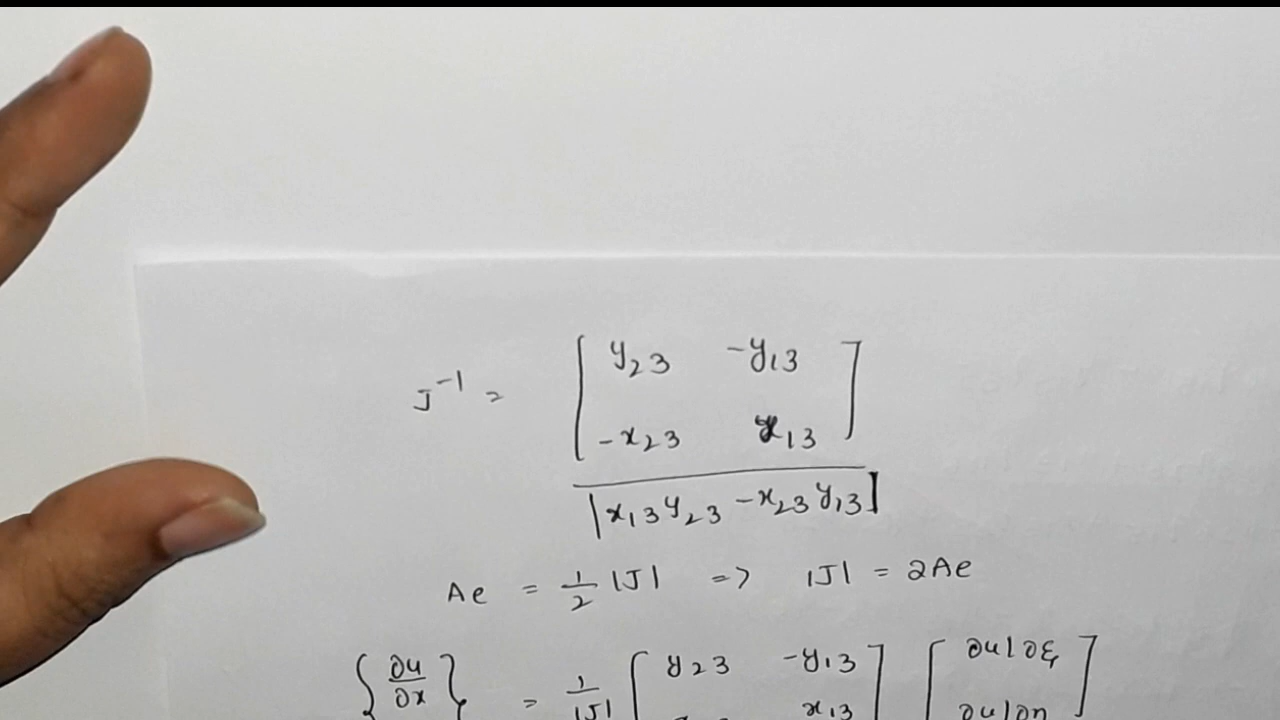 J⁻¹ = [ y₂₃ -y₁₃
-x₂₃ x₁₃ ]
|x₁₃y₂₃ - x₂₃y₁₃|
Ae = 1/2 |J| => |J| = 2Ae
{ ∂u/∂x } = 1/|J| [ y₂₃ -y₁₃ ] [ ∂u/∂ξ ]
x₁₃ ∂u/∂η